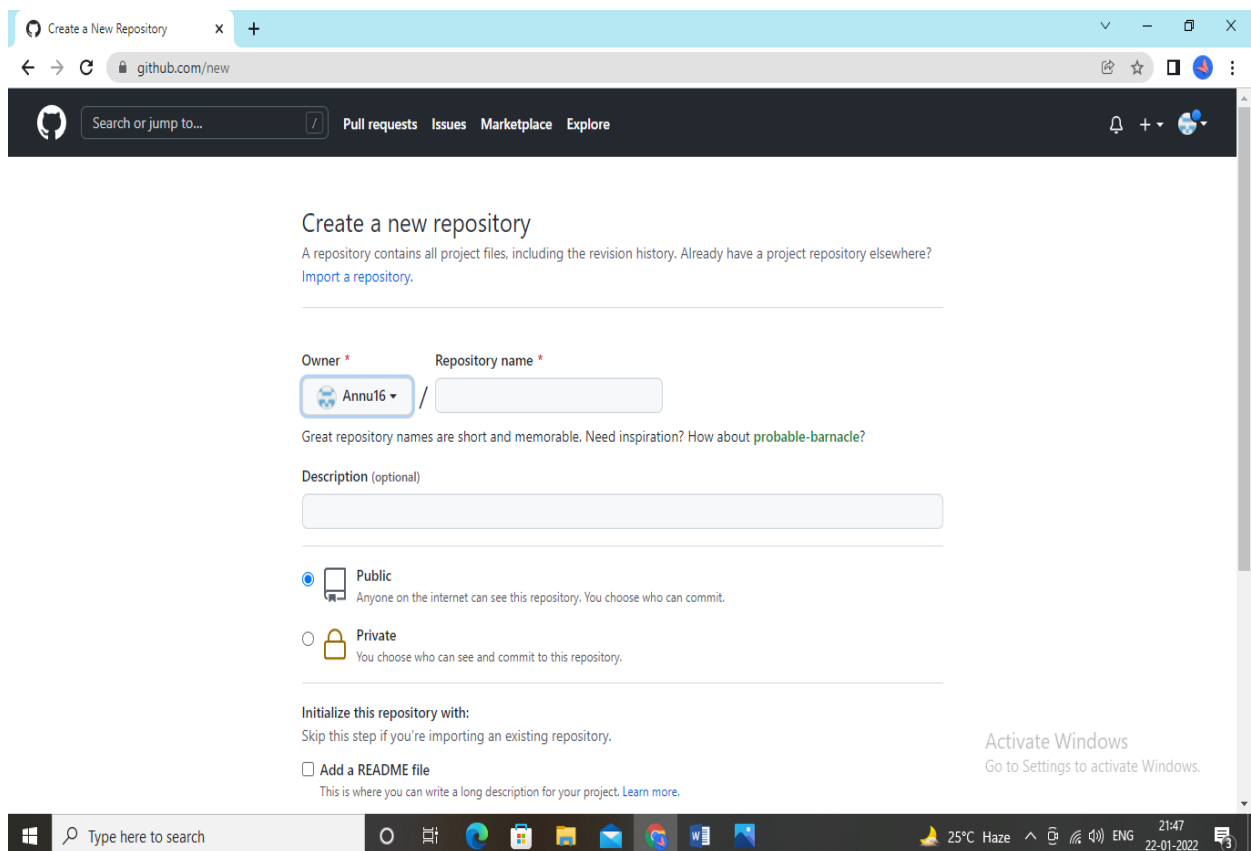 Create a New Repository
github.com/new
Search or jump to... / Pull requests Issues Marketplace Explore
Create a new repository
A repository contains all project files, including the revision history. Already have a project repository elsewhere?
Import a repository.
Owner * Repository name *
Annu16 /
Great repository names are short and memorable. Need inspiration? How about probable-barnacle?
Description (optional)
Public
Anyone on the internet can see this repository. You choose who can commit.
Private
You choose who can see and commit to this repository.
Initialize this repository with:
Skip this step if you're importing an existing repository.
Activate Windows
Go to Settings to activate Windows.
Add a README file
This is where you can write a long description for your project. Learn more.
Type here to search
25°C Haze
ENG
21:47
22-01-2022
3